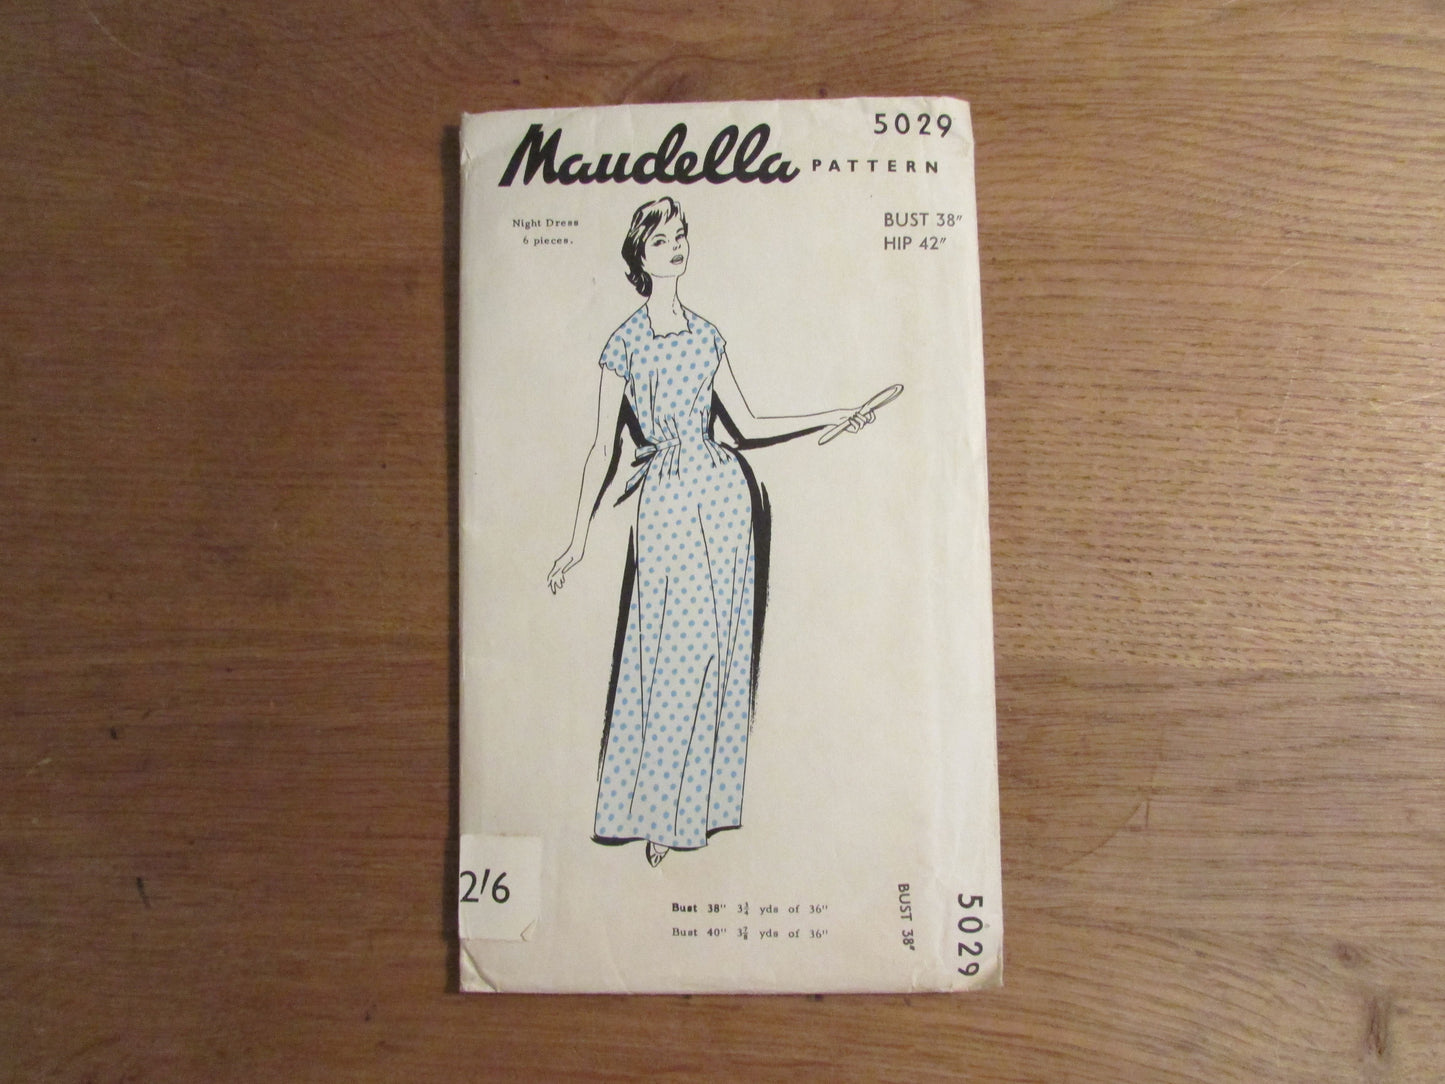 5029
Maudella PATTERN
Night Dress
6 pieces.
BUST 38"
HIP 42"
2'/6
Bust 38" 3¾ yds of 36"
Bust 40" 3⅞ yds of 36"
BUST 38"
5029